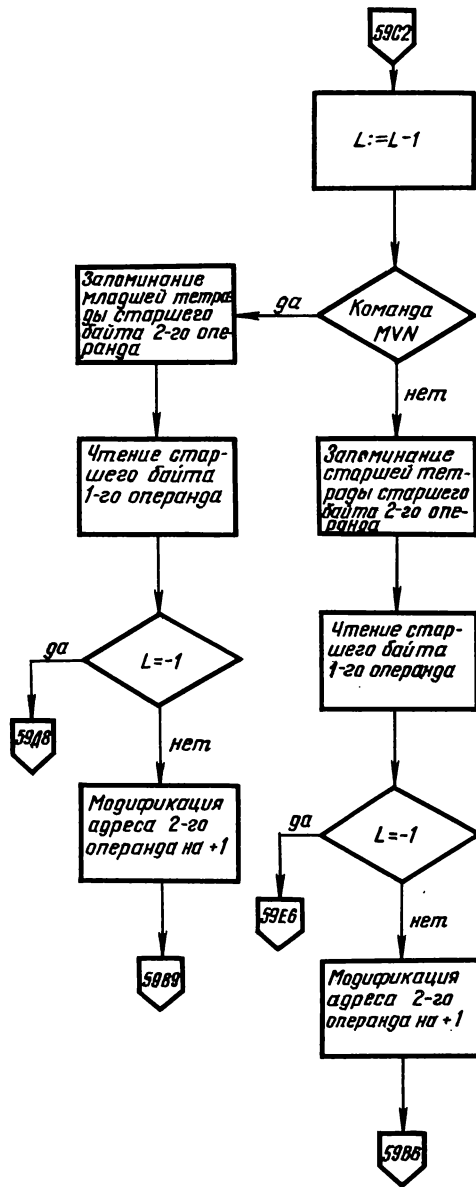 59С2
L:=L-1
Команда
MVN
да
Запоминание
младшей тетра-
ды старшего
байта 2-го опе-
ранда
нет
Чтение стар-
шего байта
1-го операнда
Запоминание
старшей тет-
рады старшего
байта 2-го опе-
ранда
L=-1
да
59Д8
нет
Чтение стар-
шего байта
1-го операнда
Модификация
адреса 2-го
операнда на +1
L=-1
да
59Е6
нет
59В9
Модификация
адреса 2-го
операнда на +1